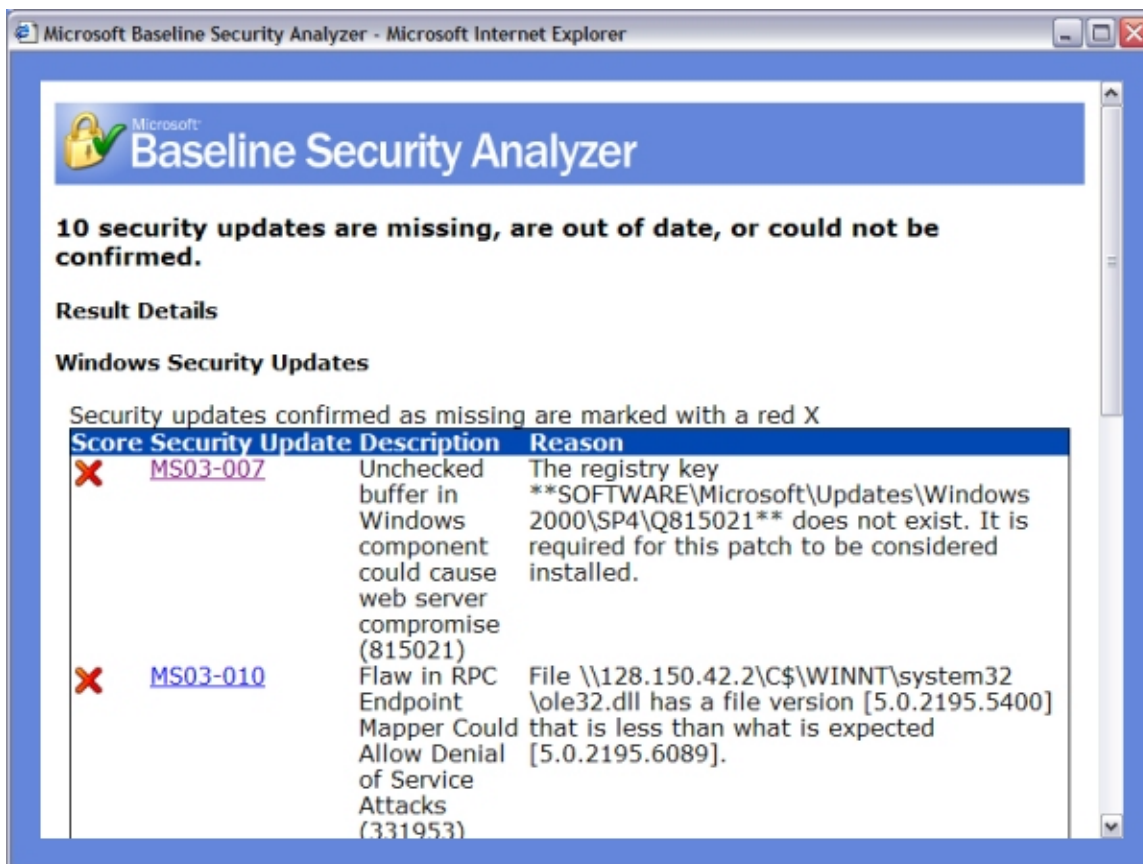 Microsoft Baseline Security Analyzer - Microsoft Internet Explorer
Microsoft
Baseline Security Analyzer
10 security updates are missing, are out of date, or could not be
confirmed.
Result Details
Windows Security Updates
Security updates confirmed as missing are marked with a red X
Score Security Update Description Reason
MS03-007 Unchecked The registry key
buffer in **SOFTWARE\Microsoft\Updates\Windows
Windows 2000\SP4\Q815021** does not exist. It is
component required for this patch to be considered
could cause installed.
web server
compromise
(815021)
MS03-010 Flaw in RPC File \\128.150.42.2\C$\WINNT\system32
Endpoint \ole32.dll has a file version [5.0.2195.5400]
Mapper Could that is less than what is expected
Allow Denial [5.0.2195.6089].
of Service
Attacks
(331953)